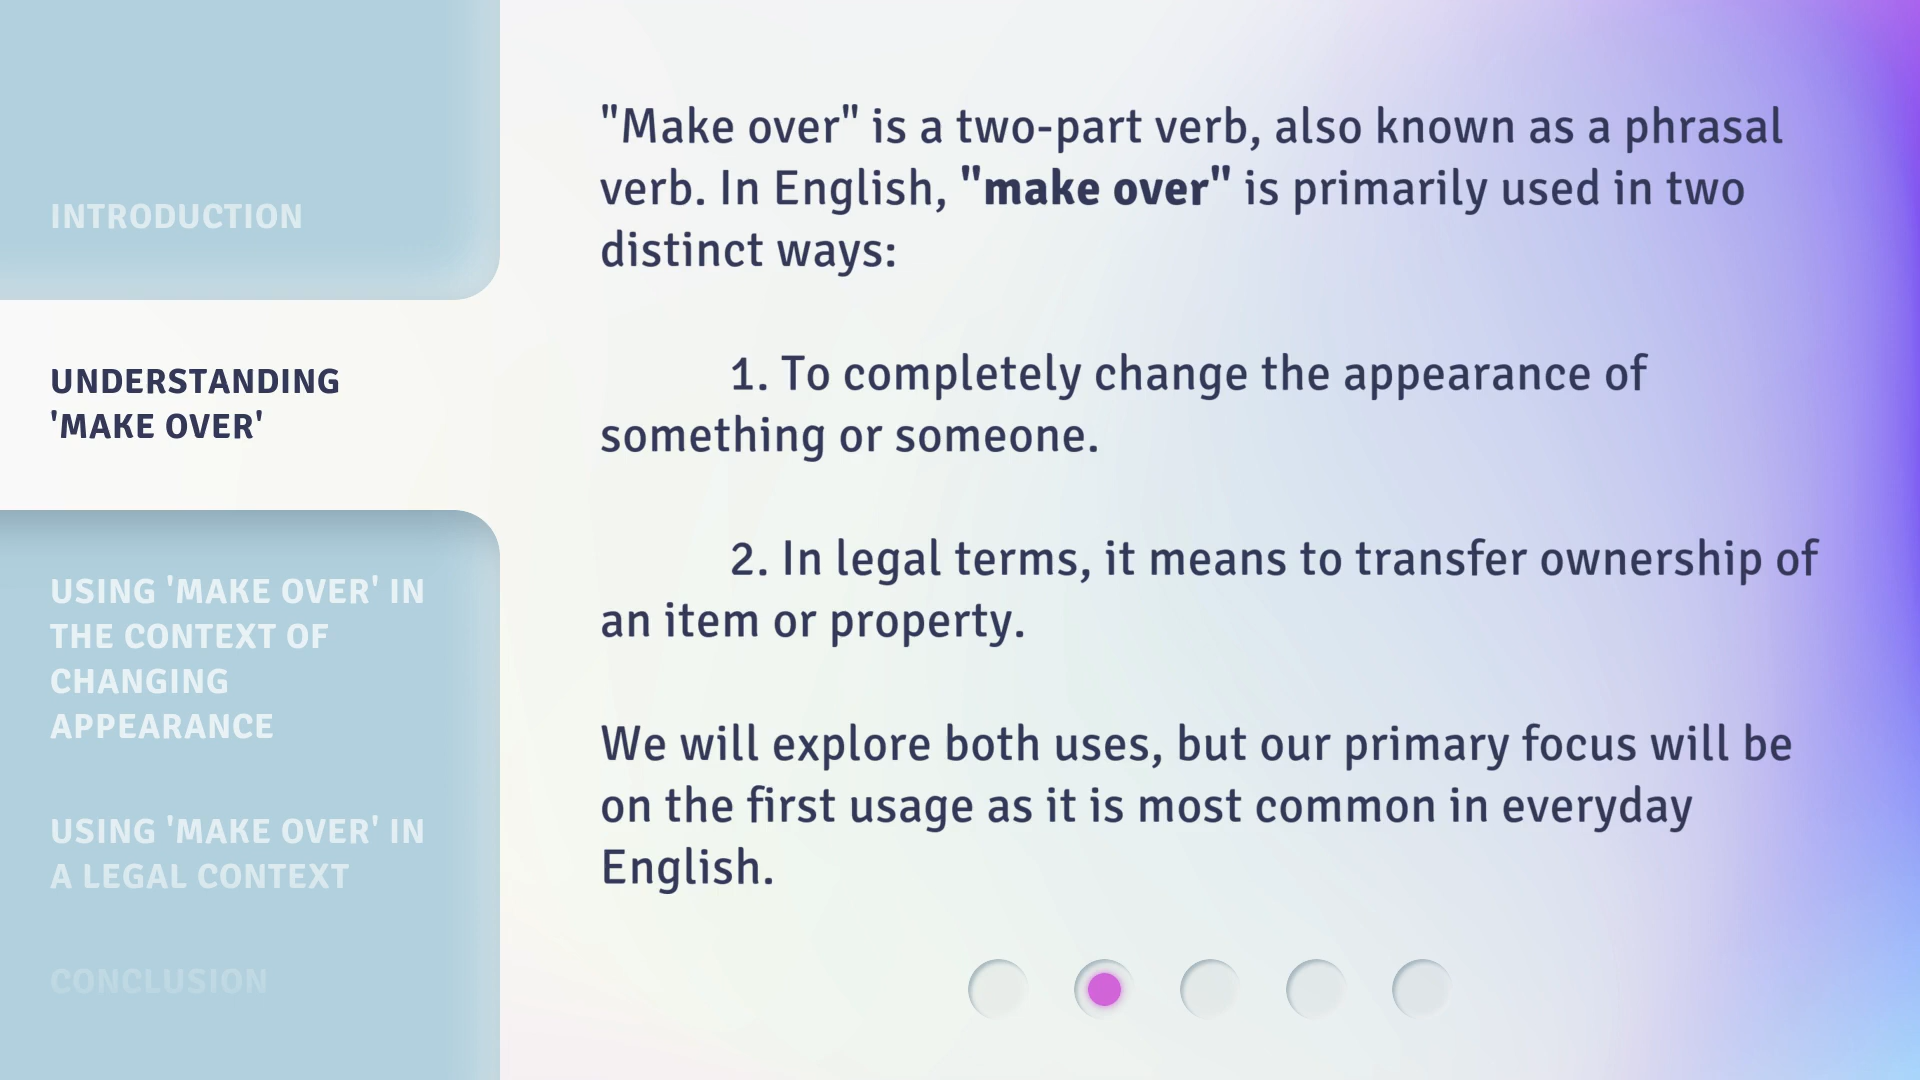 INTRODUCTION
UNDERSTANDING
'MAKE OVER'
USING 'MAKE OVER' IN
THE CONTEXT OF
CHANGING
APPEARANCE
USING 'MAKE OVER' IN
A LEGAL CONTEXT
CONCLUSION
"Make over" is a two-part verb, also known as a phrasal
verb. In English, "make over" is primarily used in two
distinct ways:
1. To completely change the appearance of
something or someone.
2. In legal terms, it means to transfer ownership of
an item or property.
We will explore both uses, but our primary focus will be
on the first usage as it is most common in everyday
English.